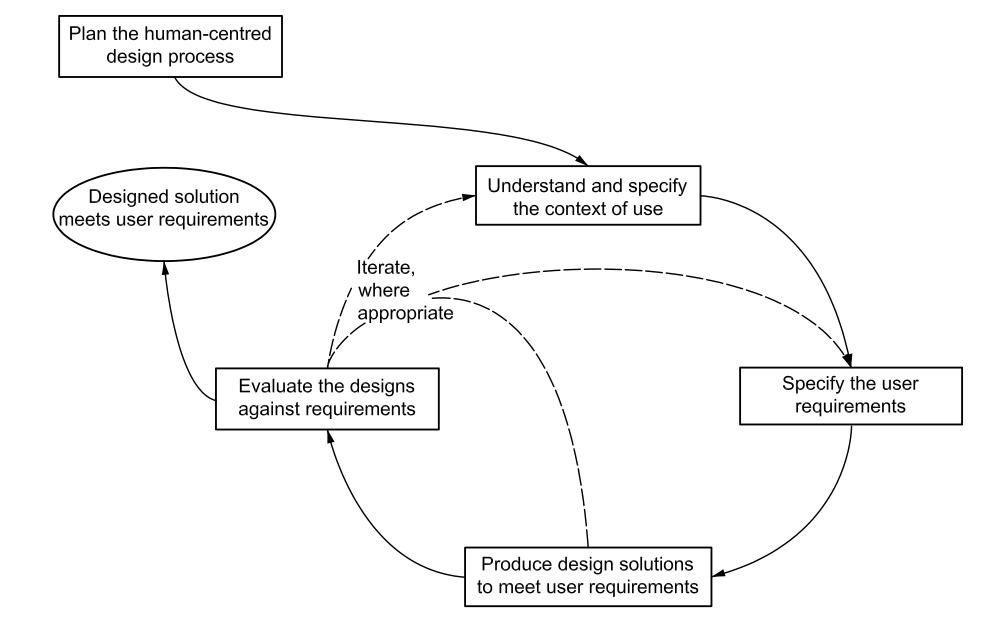 Plan the human-centred
design process
Understand and specify
the context of use
Designed solution
meets user requirements
Iterate,
where
appropriate
Evaluate the designs
against requirements
Specify the user
requirements
Produce design solutions
to meet user requirements